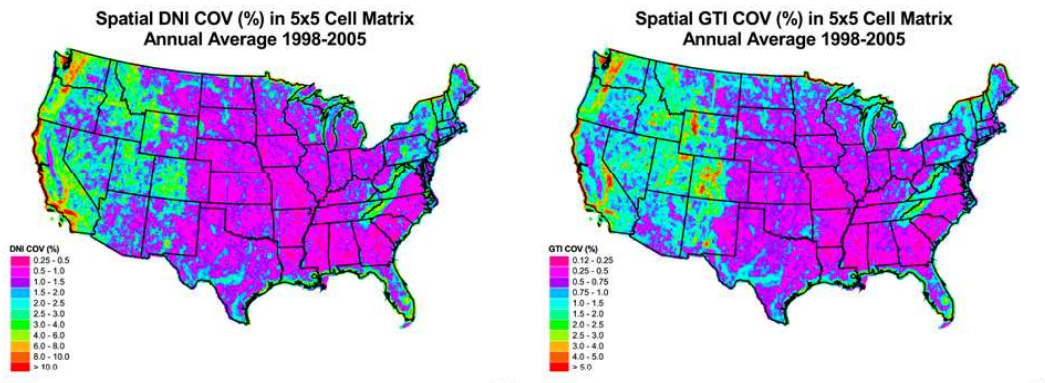 Spatial DNI COV (%) in 5x5 Cell Matrix
Annual Average 1998-2005
DNI COV (%)
0.25 - 0.5
0.5 - 1.0
1.0 - 1.5
1.5 - 2.0
2.0 - 2.5
2.5 - 3.0
3.0 - 4.0
4.0 - 6.0
6.0 - 8.0
8.0 - 10.0
> 10.0
Spatial GTI COV (%) in 5x5 Cell Matrix
Annual Average 1998-2005
GTI COV (%)
0.12 - 0.25
0.25 - 0.5
0.5 - 0.75
0.75 - 1.0
1.0 - 1.5
1.5 - 2.0
2.0 - 2.5
2.5 - 3.0
3.0 - 4.0
4.0 - 5.0
> 5.0